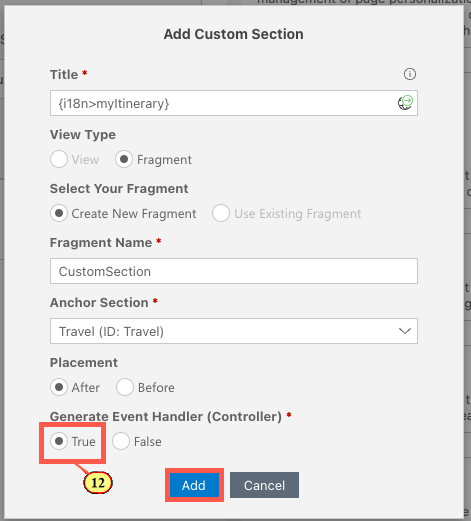 management of page personalizatio
Add Custom Section
Title *
{i18n>myItinerary}
View Type
View Fragment
Select Your Fragment
Create New Fragment Use Existing Fragment
Fragment Name *
CustomSection
Anchor Section *
Travel (ID: Travel)
Placement
After Before
Generate Event Handler (Controller) *
True False
12
Add Cancel